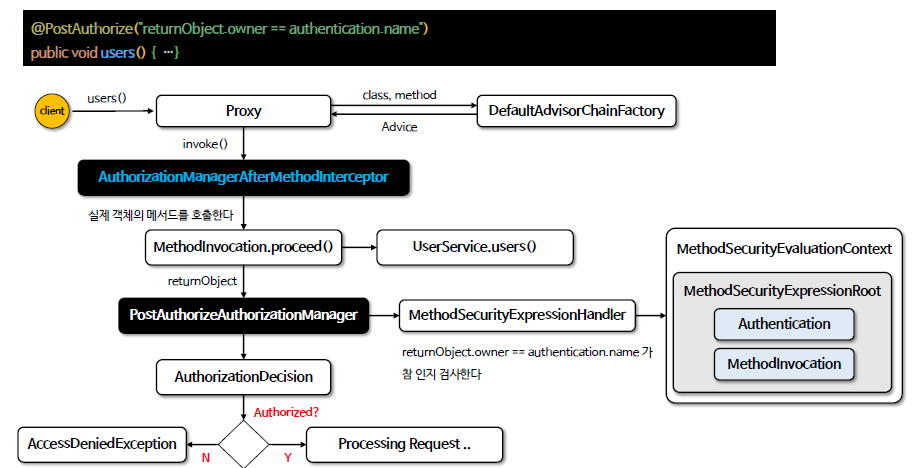 @PostAuthorize("returnObject.owner == authentication.name")
public void users() { ⋯}
client
users()
Proxy
class, method
Advice
DefaultAdvisorChainFactory
invoke()
AuthorizationManagerAfterMethodInterceptor
실제 객체의 메서드를 호출한다
MethodInvocation.proceed()
UserService.users()
returnObject
PostAuthorizeAuthorizationManager
MethodSecurityExpressionHandler
returnObject.owner == authentication.name 가
참 인지 검사한다
MethodSecurityEvaluationContext
MethodSecurityExpressionRoot
Authentication
MethodInvocation
AuthorizationDecision
Authorized?
AccessDeniedException
N
Y
Processing Request ..